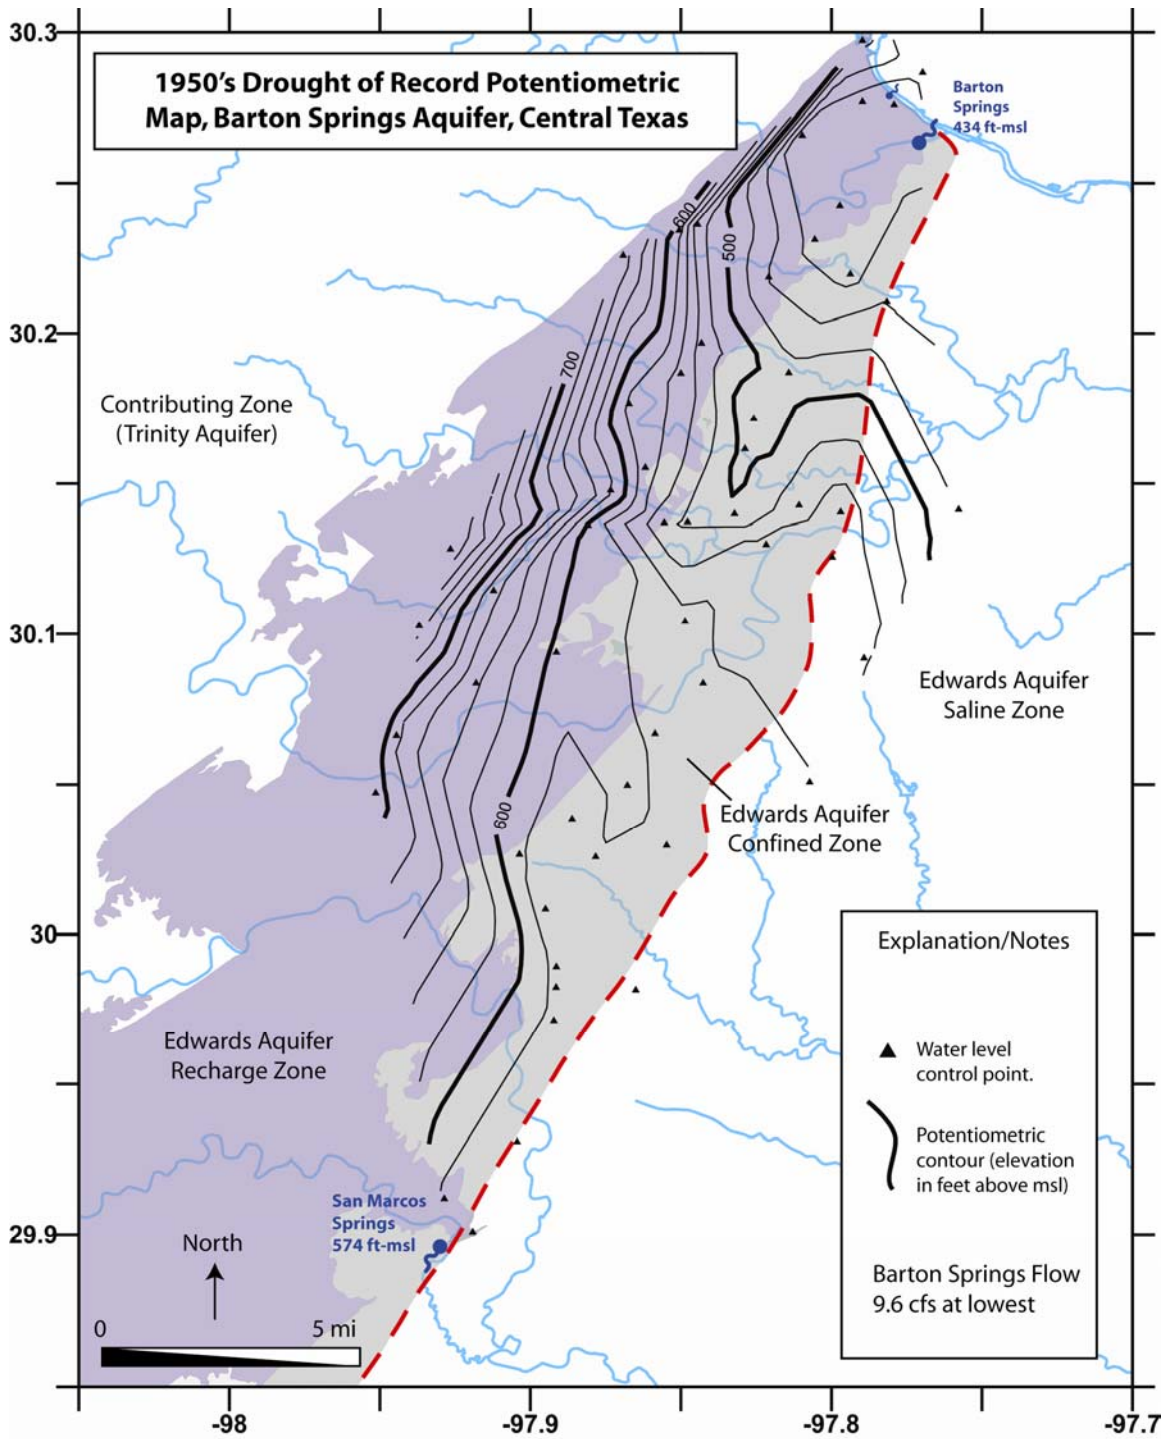 30.3
1950's Drought of Record Potentiometric
Map, Barton Springs Aquifer, Central Texas
Barton
Springs
434 ft-msl
600
500
30.2
700
Contributing Zone
(Trinity Aquifer)
30.1
Edwards Aquifer
Saline Zone
600
Edwards Aquifer
Confined Zone
30
Explanation/Notes
Edwards Aquifer
Recharge Zone
Water level
control point.
Potentiometric
contour (elevation
in feet above msl)
San Marcos
Springs
574 ft-msl
29.9
North
Barton Springs Flow
9.6 cfs at lowest
0 5 mi
-98 -97.9 -97.8 -97.7